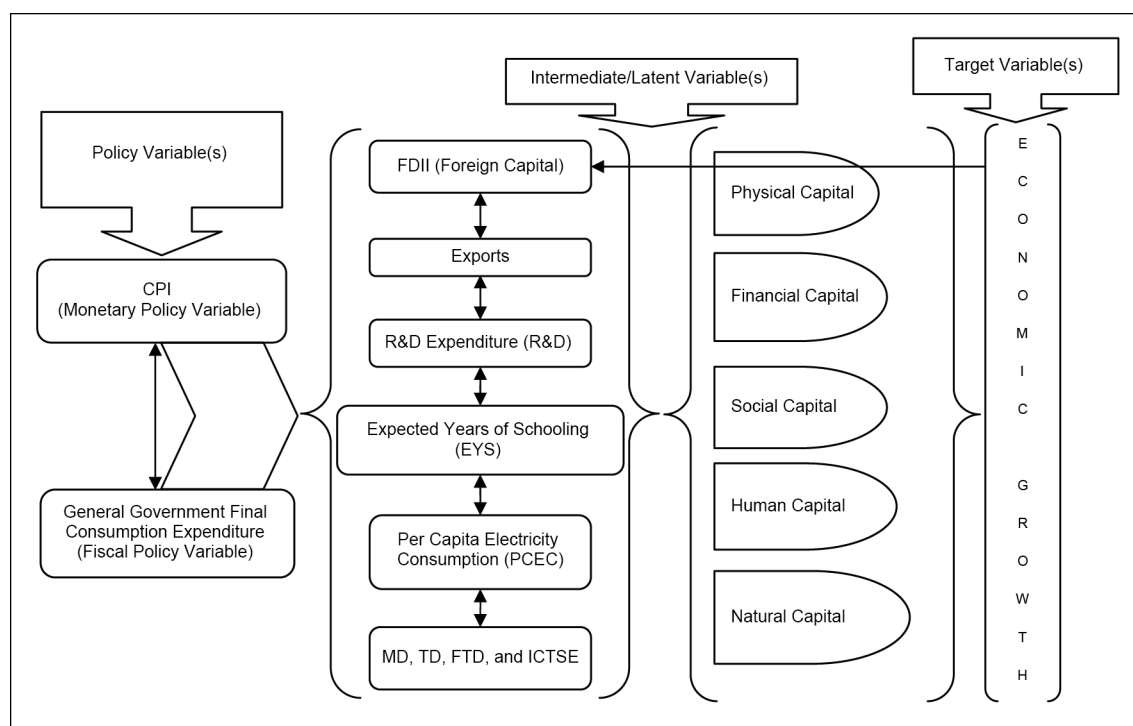 Policy Variable(s)
CPI
(Monetary Policy Variable)
General Government Final
Consumption Expenditure
(Fiscal Policy Variable)
Intermediate/Latent Variable(s)
FDII (Foreign Capital)
Exports
R&D Expenditure (R&D)
Expected Years of Schooling
(EYS)
Per Capita Electricity
Consumption (PCEC)
MD, TD, FTD, and ICTSE
Physical Capital
Financial Capital
Social Capital
Human Capital
Natural Capital
Target Variable(s)
E
C
O
N
O
M
I
C
G
R
O
W
T
H